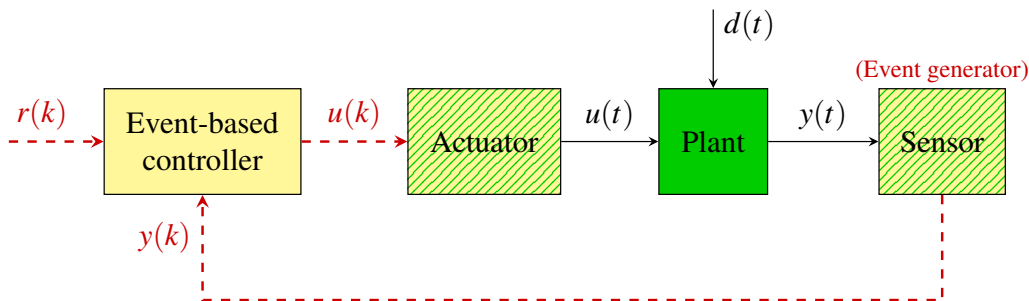 d(t)
(Event generator)
r(k)
Event-based
controller
u(k)
Actuator
u(t)
Plant
y(t)
Sensor
y(k)